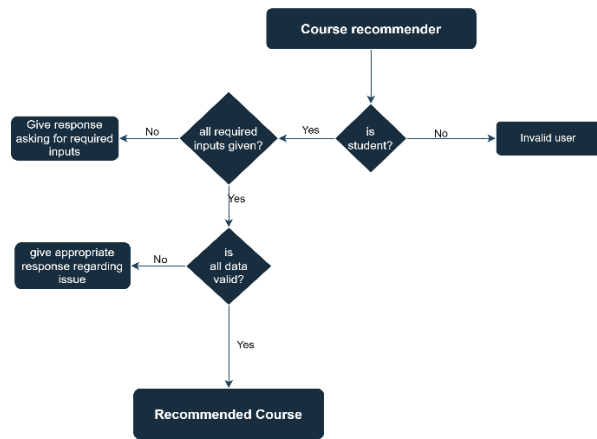 Course recommender
Give response
asking for required
inputs
No
all required
inputs given?
Yes
is
student?
No
Invalid user
Yes
give appropriate
response regarding
issue
No
is
all data
valid?
Yes
Recommended Course